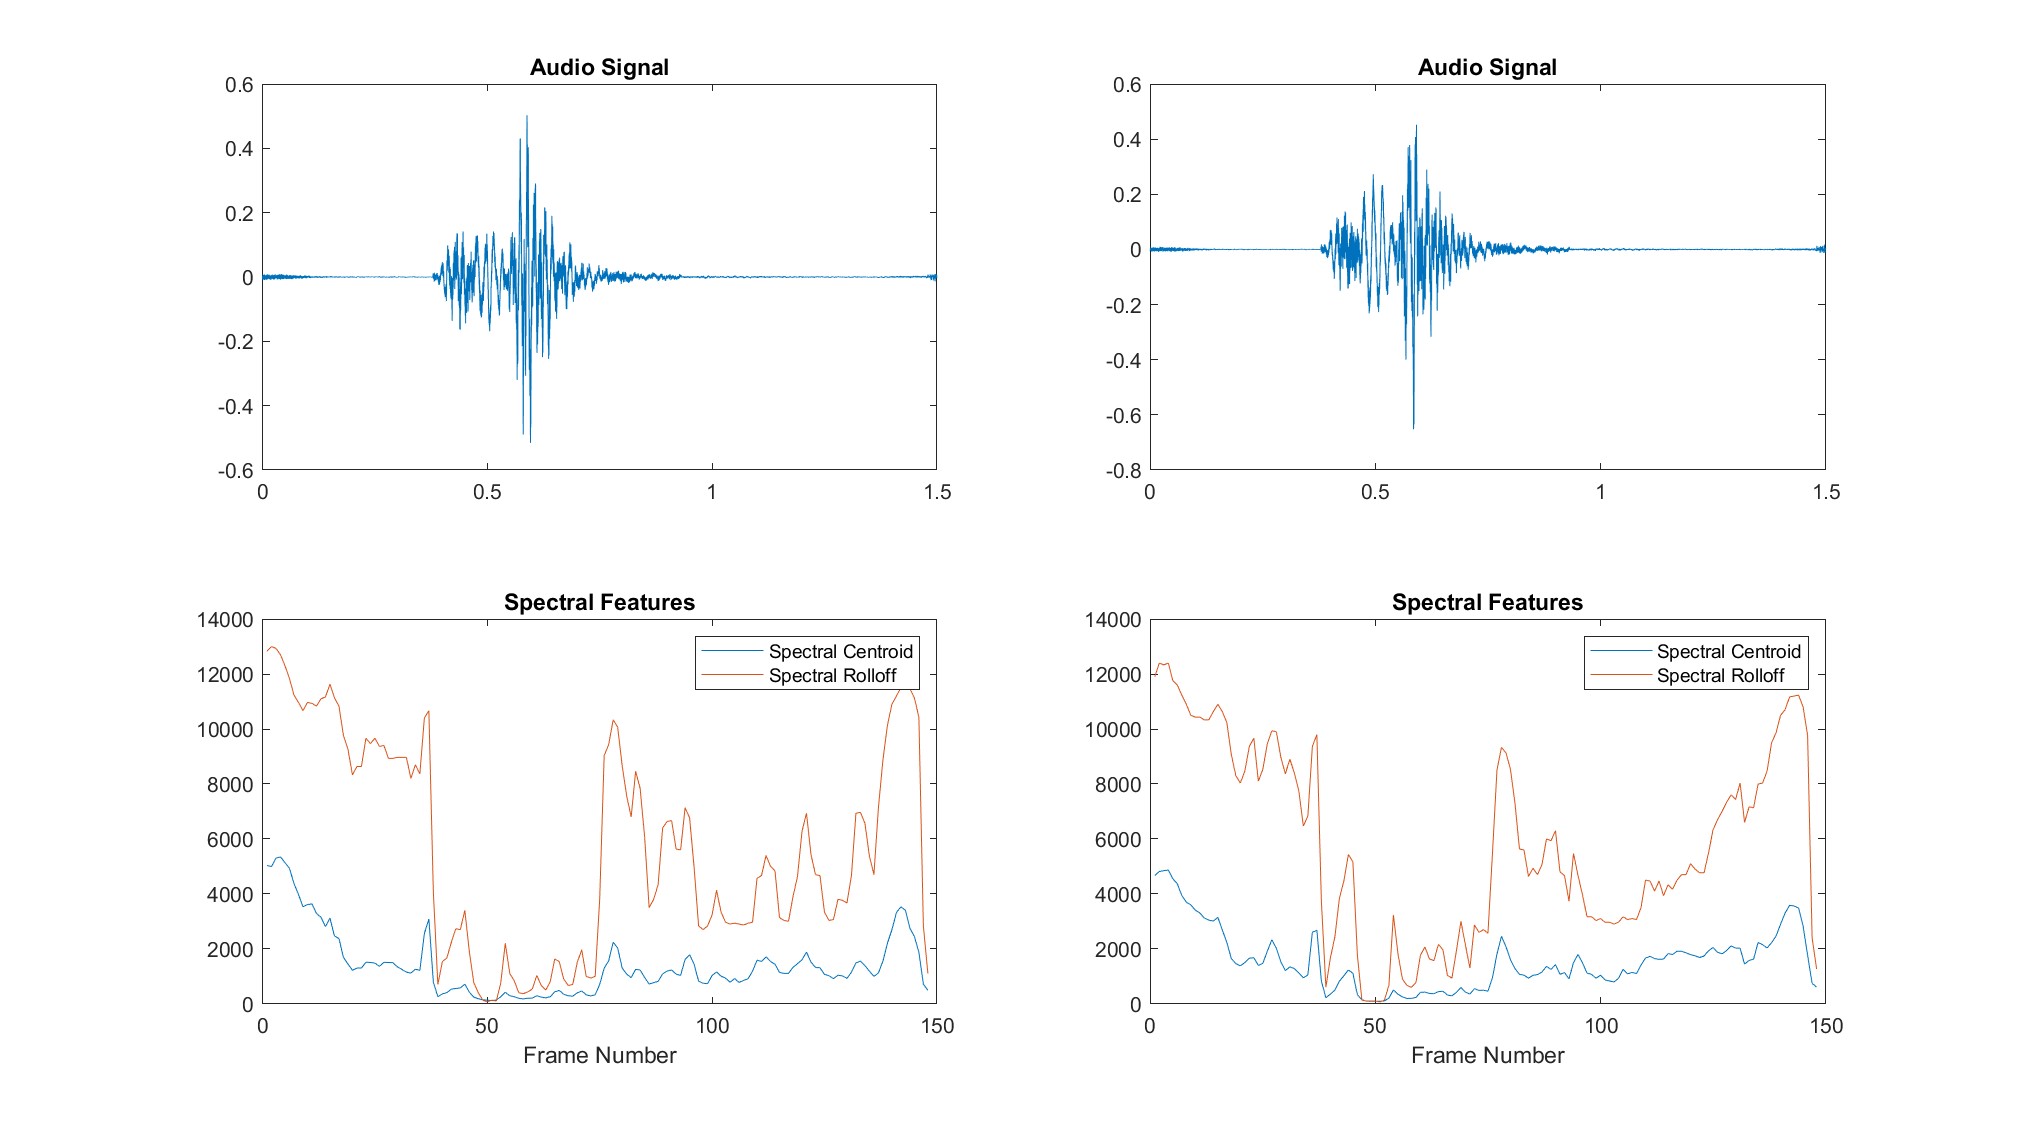 Audio Signal
0.6
0.4
0.2
0
-0.2
-0.4
-0.6
0 0.5 1 1.5
Audio Signal
0.6
0.4
0.2
0
-0.2
-0.4
-0.6
-0.8
0 0.5 1 1.5
Spectral Features
14000
12000
10000
8000
6000
4000
2000
0
Spectral Centroid
Spectral Rolloff
0 50 100 150
Frame Number
Spectral Features
14000
12000
10000
8000
6000
4000
2000
0
Spectral Centroid
Spectral Rolloff
0 50 100 150
Frame Number